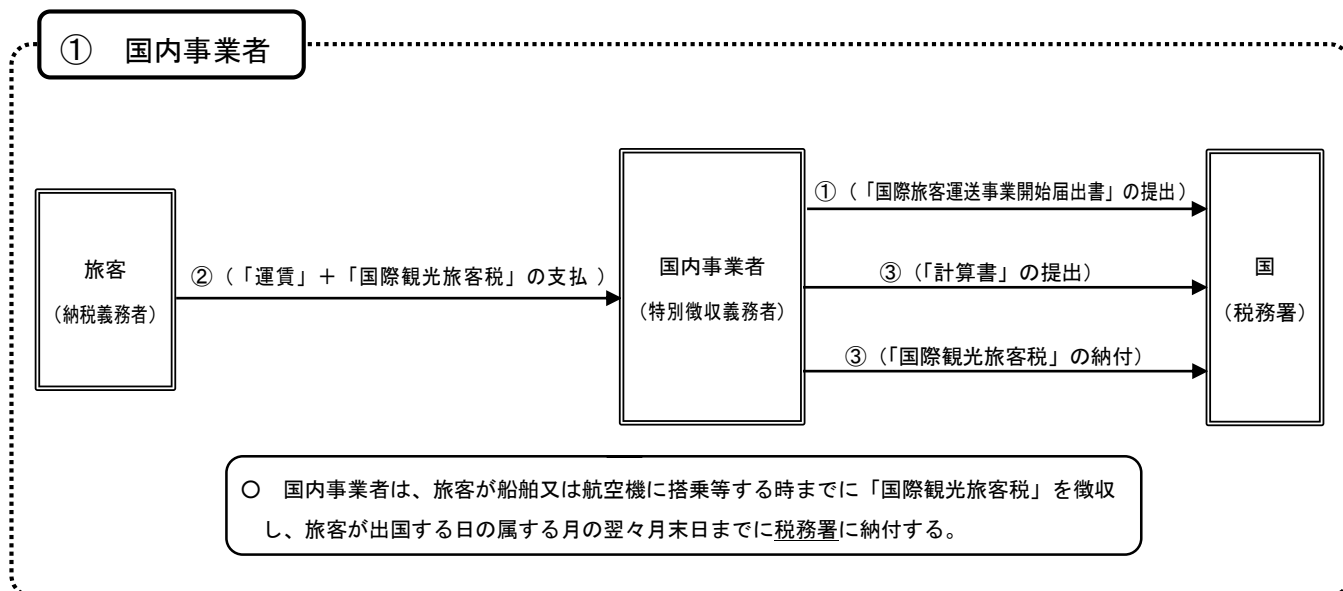 ① 国内事業者
旅客
(納税義務者)
②(「運賃」+「国際観光旅客税」の支払)
国内事業者
(特別徴収義務者)
①(「国際旅客運送事業開始届出書」の提出)
③(「計算書」の提出)
③(「国際観光旅客税」の納付)
国
(税務署)
○ 国内事業者は、旅客が船舶又は航空機に搭乗等する時までに「国際観光旅客税」を徴収
し、旅客が出国する日の属する月の翌々月末日までに税務署に納付する。